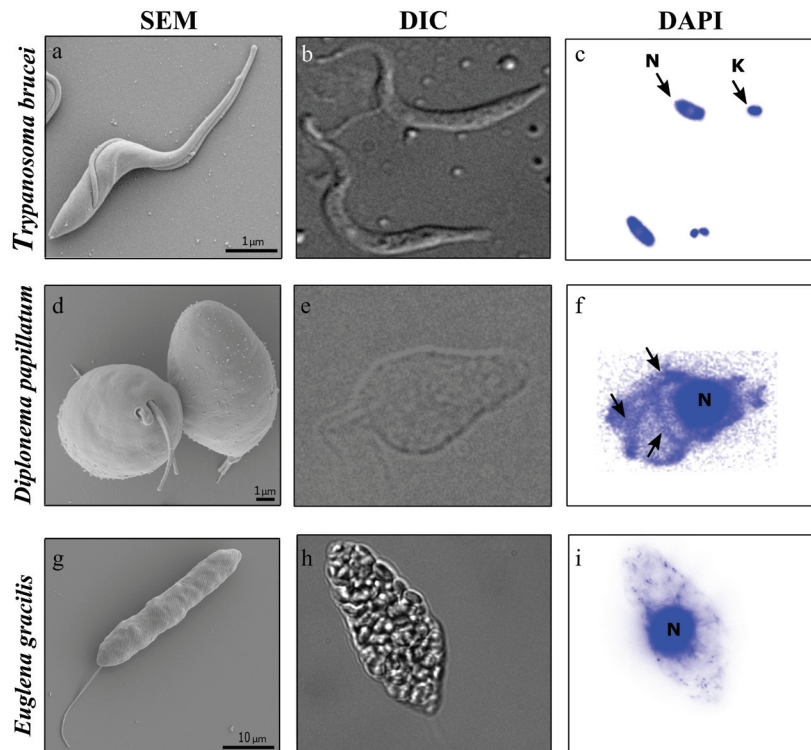 SEM DIC DAPI
Trypanosoma brucei
a
1 µm
b
c
N
K
Diplonema papillatum
d
1 µm
e
f
N
Euglena gracilis
g
10 µm
h
i
N